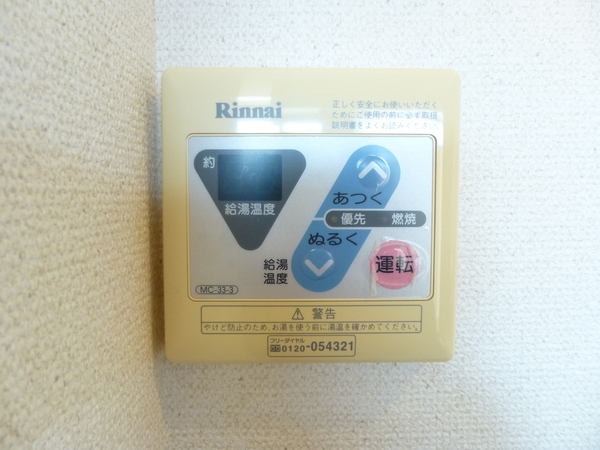 Rinnai
正しく安全にお使いいただく
ためにご使用の前に必ず取扱
説明書をよくお読みください。
約
給湯温度
あつく
優先 燃焼
ぬるく
給湯
温度
運転
MC-33-3
警告
やけど防止のため、お湯を使う前に湯温を確かめてください。
フリーダイヤル
0120-054321